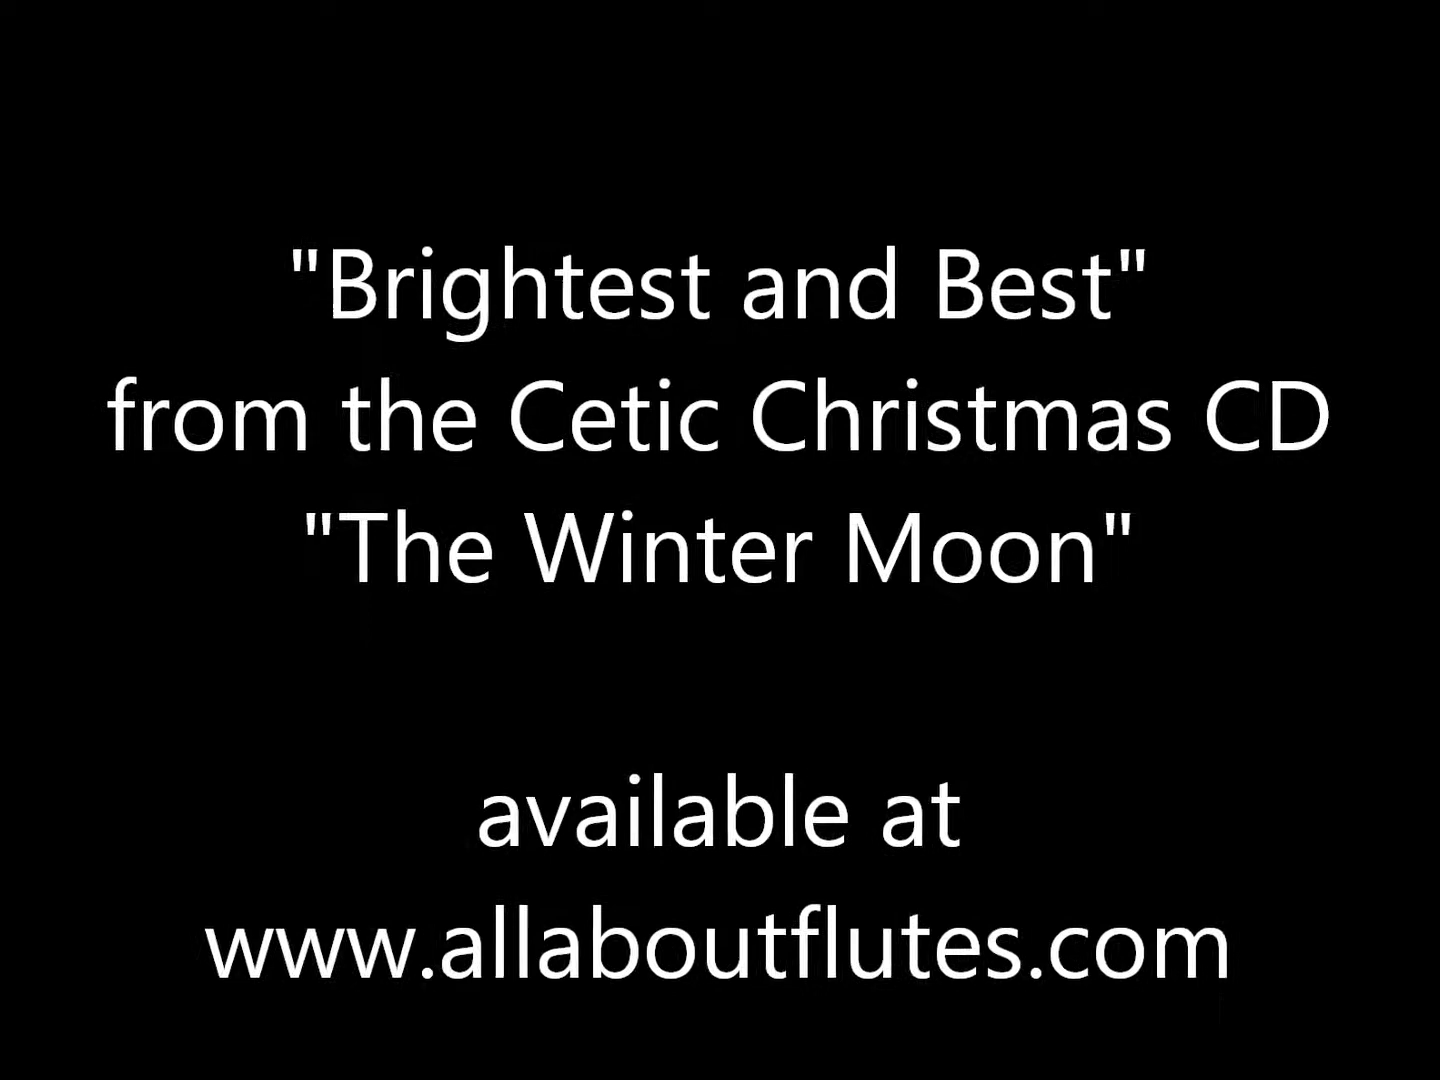 "Brightest and Best"
from the Cetic Christmas CD
"The Winter Moon"
available at
www.allaboutflutes.com